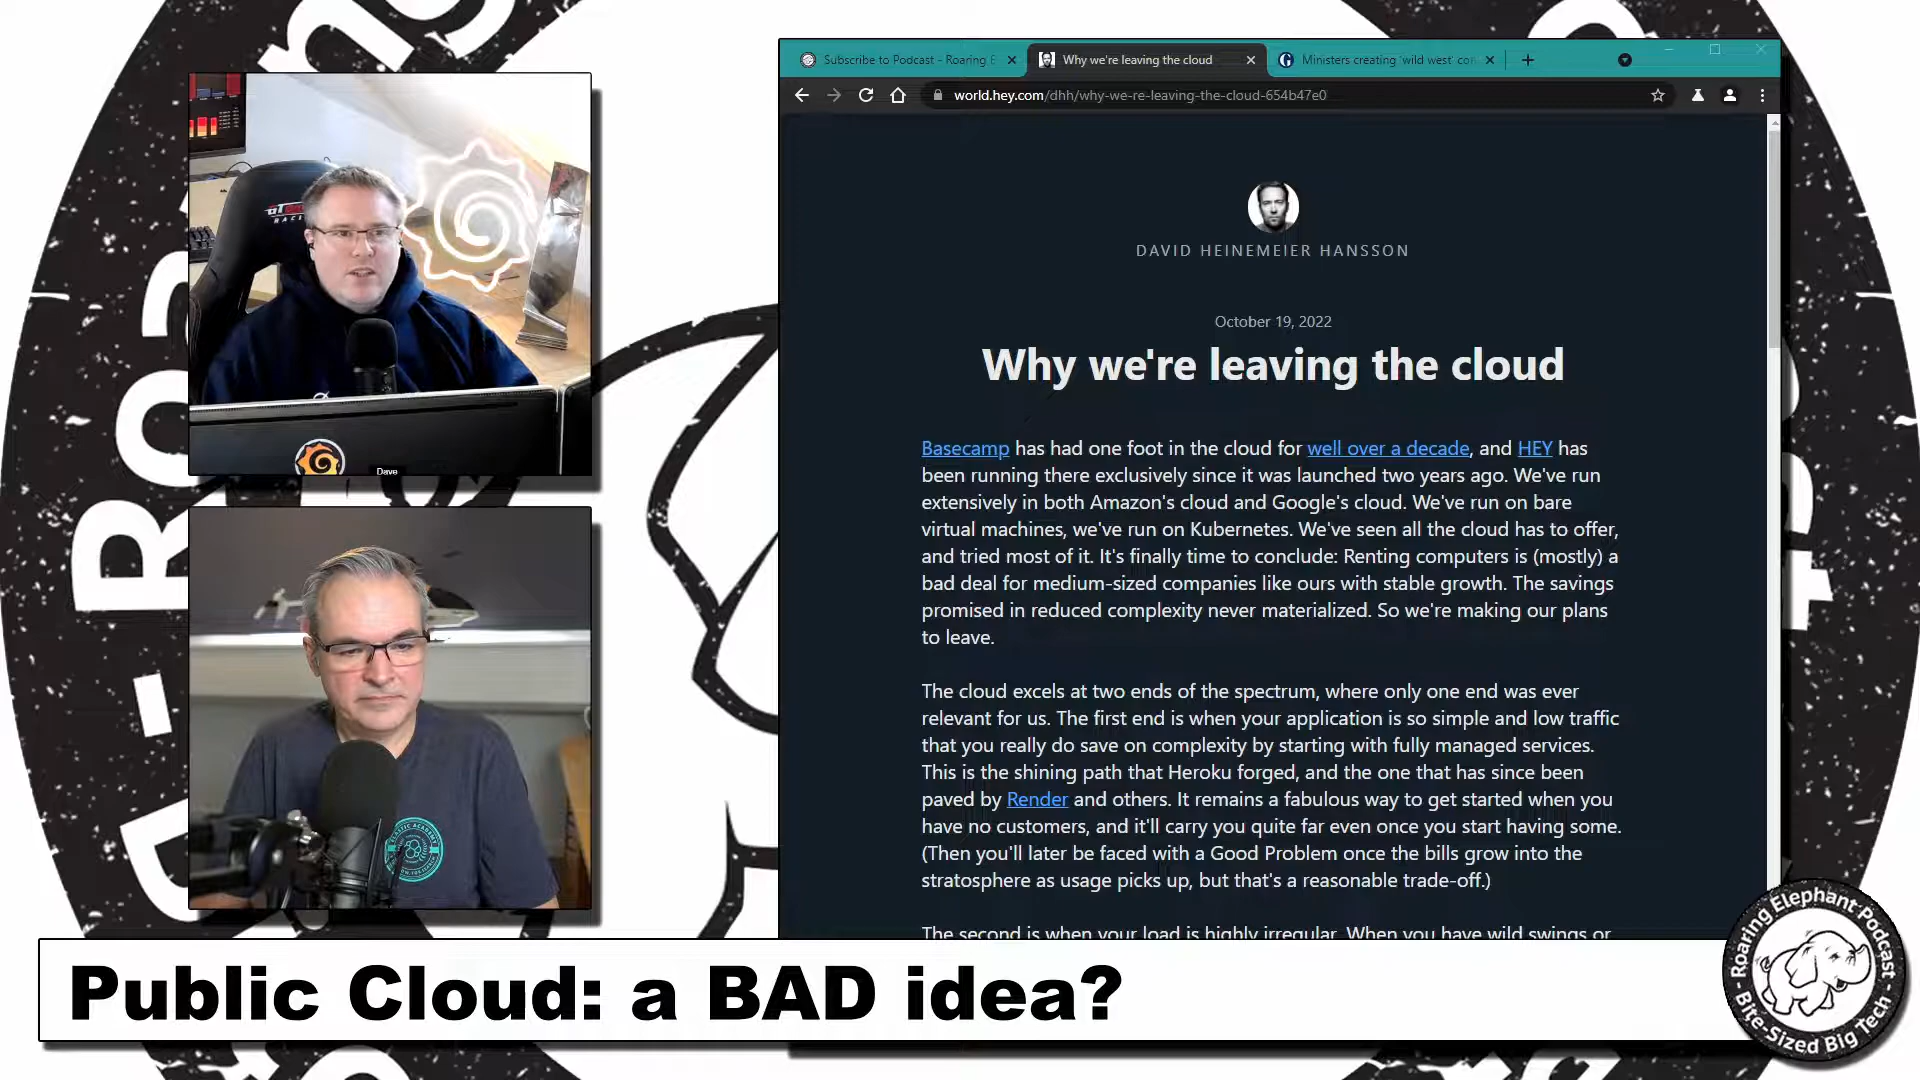 Subscribe to Podcast - Roaring E
Why we're leaving the cloud
Ministers creating 'wild west' con
world.hey.com/dhh/why-we-re-leaving-the-cloud-654b47e0
DAVID HEINEMEIER HANSSON
October 19, 2022
Why we're leaving the cloud
Basecamp has had one foot in the cloud for well over a decade, and HEY has
been running there exclusively since it was launched two years ago. We've run
extensively in both Amazon's cloud and Google's cloud. We've run on bare
virtual machines, we've run on Kubernetes. We've seen all the cloud has to offer,
and tried most of it. It's finally time to conclude: Renting computers is (mostly) a
bad deal for medium-sized companies like ours with stable growth. The savings
promised in reduced complexity never materialized. So we're making our plans
to leave.
The cloud excels at two ends of the spectrum, where only one end was ever
relevant for us. The first end is when your application is so simple and low traffic
that you really do save on complexity by starting with fully managed services.
This is the shining path that Heroku forged, and the one that has since been
paved by Render and others. It remains a fabulous way to get started when you
have no customers, and it'll carry you quite far even once you start having some.
(Then you'll later be faced with a Good Problem once the bills grow into the
stratosphere as usage picks up, but that's a reasonable trade-off.)
The second is when your load is highly irregular. When you have wild swings or
Dave
ELASTIC ACADEMY
Public Cloud: a BAD idea?
- Roaring Elephant Podcast -
Bite-Sized Big Tech